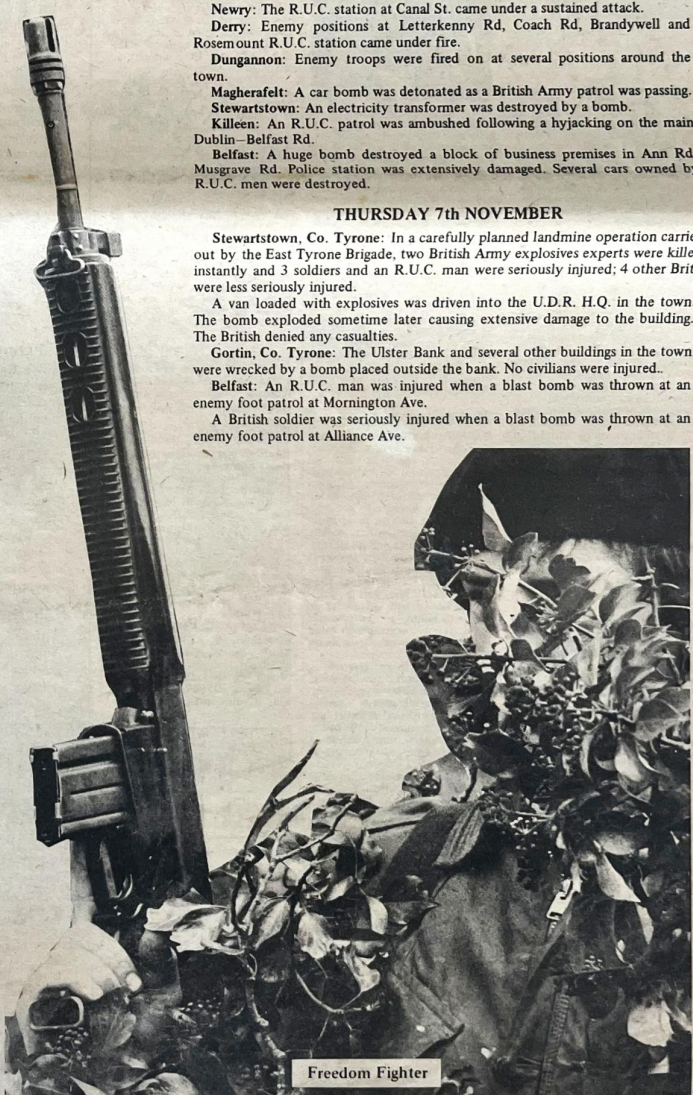 Newry: The R.U.C. station at Canal St. came under a sustained attack.
Derry: Enemy positions at Letterkenny Rd, Coach Rd, Brandywell and
Rosemount R.U.C. station came under fire.
Dungannon: Enemy troops were fired on at several positions around the
town.
Magherafelt: A car bomb was detonated as a British Army patrol was passing.
Stewartstown: An electricity transformer was destroyed by a bomb.
Killeen: An R.U.C. patrol was ambushed following a hyjacking on the main
Dublin—Belfast Rd.
Belfast: A huge bomb destroyed a block of business premises in Ann Rd
Musgrave Rd. Police station was extensively damaged. Several cars owned by
R.U.C. men were destroyed.
THURSDAY 7th NOVEMBER
Stewartstown, Co. Tyrone: In a carefully planned landmine operation carrie
out by the East Tyrone Brigade, two British Army explosives experts were kille
instantly and 3 soldiers and an R.U.C. man were seriously injured; 4 other Brit
were less seriously injured.
A van loaded with explosives was driven into the U.D.R. H.Q. in the town
The bomb exploded sometime later causing extensive damage to the building.
The British denied any casualties.
Gortin, Co. Tyrone: The Ulster Bank and several other buildings in the town
were wrecked by a bomb placed outside the bank. No civilians were injured..
Belfast: An R.U.C. man was injured when a blast bomb was thrown at an
enemy foot patrol at Mornington Ave.
A British soldier was seriously injured when a blast bomb was thrown at an
enemy foot patrol at Alliance Ave.
Freedom Fighter